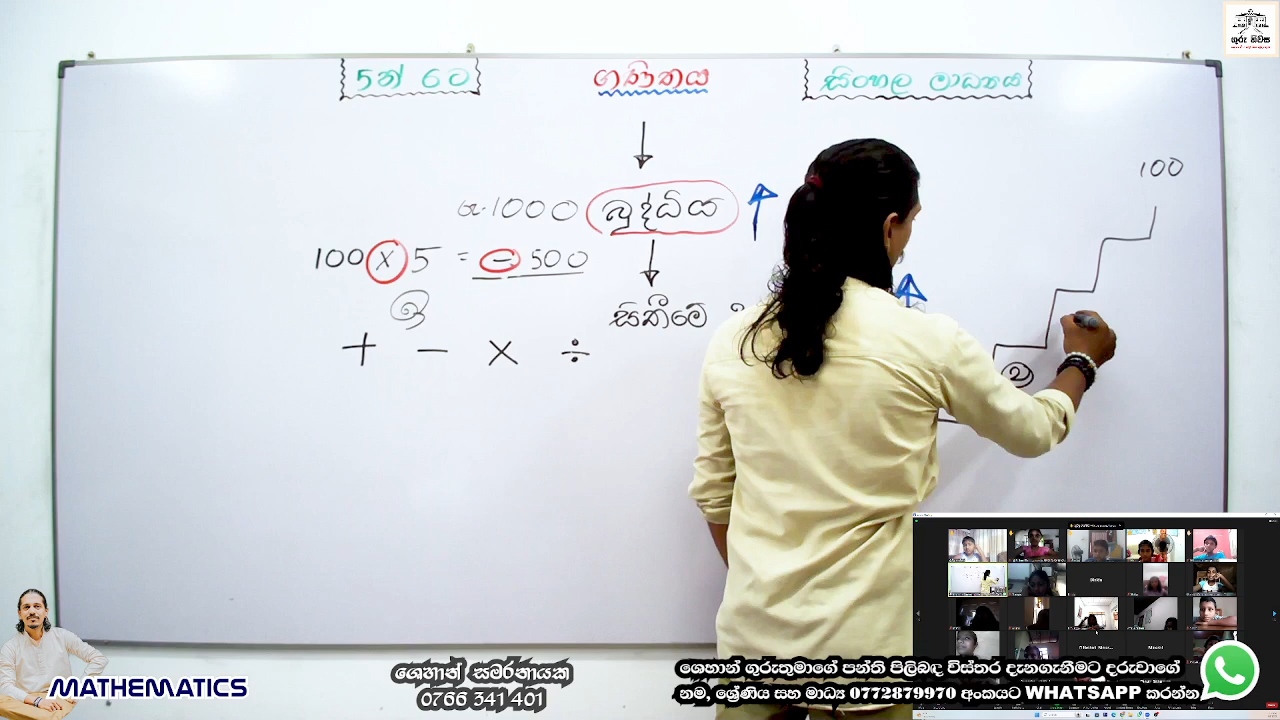 ගුරු නිවස
5න් 6ට ගණිතය සිංහල මාධ්‍යය
100
රු.1000 බුද්ධිය
100 × 5 = - 500
සිතීමේ
+ - × ÷
MATHEMATICS
ශෙහාන් සමරනායක
0766 341 401
ශෙහාන් ගුරුතුමාගේ පන්ති පිලිබඳ විස්තර දැනගැනීමට දරුවාගේ
නම, ශ්‍රේණිය සහ මාධ්‍ය 0772879970 අංකයට WHATSAPP කරන්න